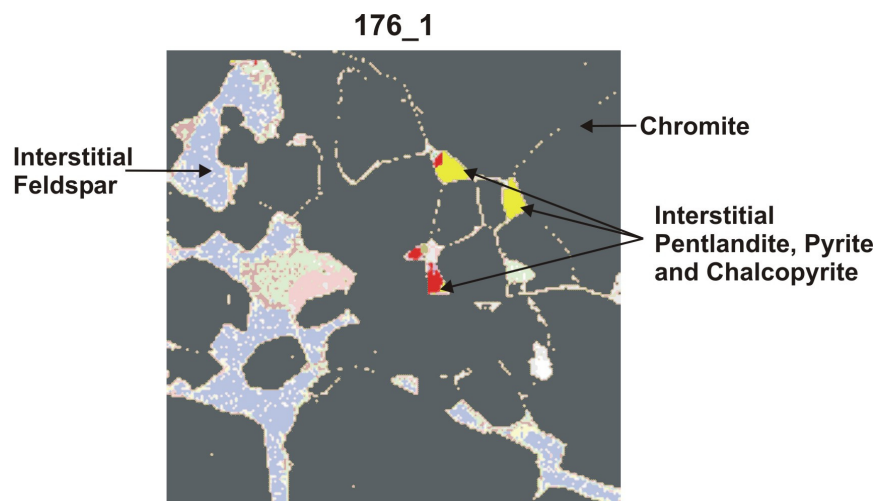 176_1
Interstitial
Feldspar
Chromite
Interstitial
Pentlandite, Pyrite
and Chalcopyrite